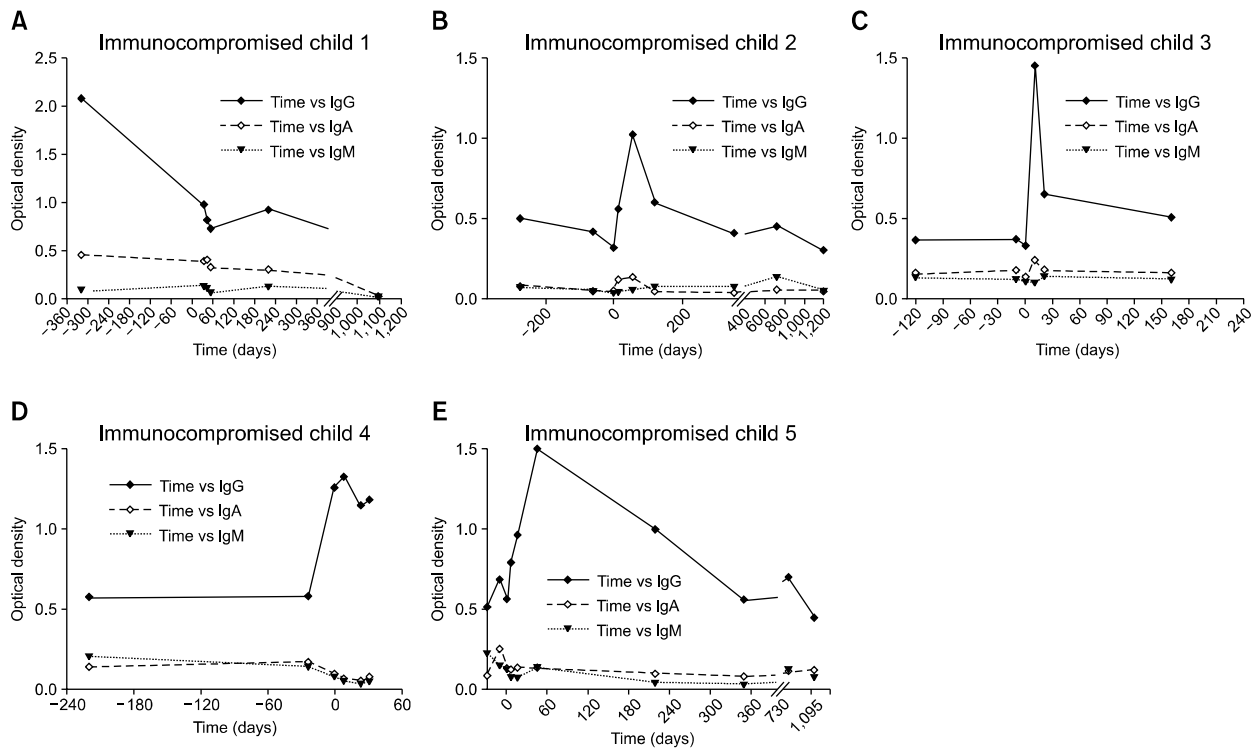 A
Immunocompromised child 1
2.5
2.0
1.5
1.0
0.5
0.0
Optical density
Time vs IgG
Time vs IgA
Time vs IgM
−360 −300 −240 −180 −120 −60 0 60 120 180 240 300 360 900 1,000 1,100 1,200
Time (days)
B
Immunocompromised child 2
1.5
1.0
0.5
0.0
Optical density
Time vs IgG
Time vs IgA
Time vs IgM
−200 0 200 400 600 800 1,000 1,200
Time (days)
C
Immunocompromised child 3
1.5
1.0
0.5
0.0
Optical density
Time vs IgG
Time vs IgA
Time vs IgM
−120 −90 −60 −30 0 30 60 90 120 150 180 210 240
Time (days)
D
Immunocompromised child 4
1.5
1.0
0.5
0.0
Optical density
Time vs IgG
Time vs IgA
Time vs IgM
−240 −180 −120 −60 0 60
Time (days)
E
Immunocompromised child 5
1.5
1.0
0.5
0.0
Optical density
Time vs IgG
Time vs IgA
Time vs IgM
0 60 120 180 240 300 360 730 1,095
Time (days)